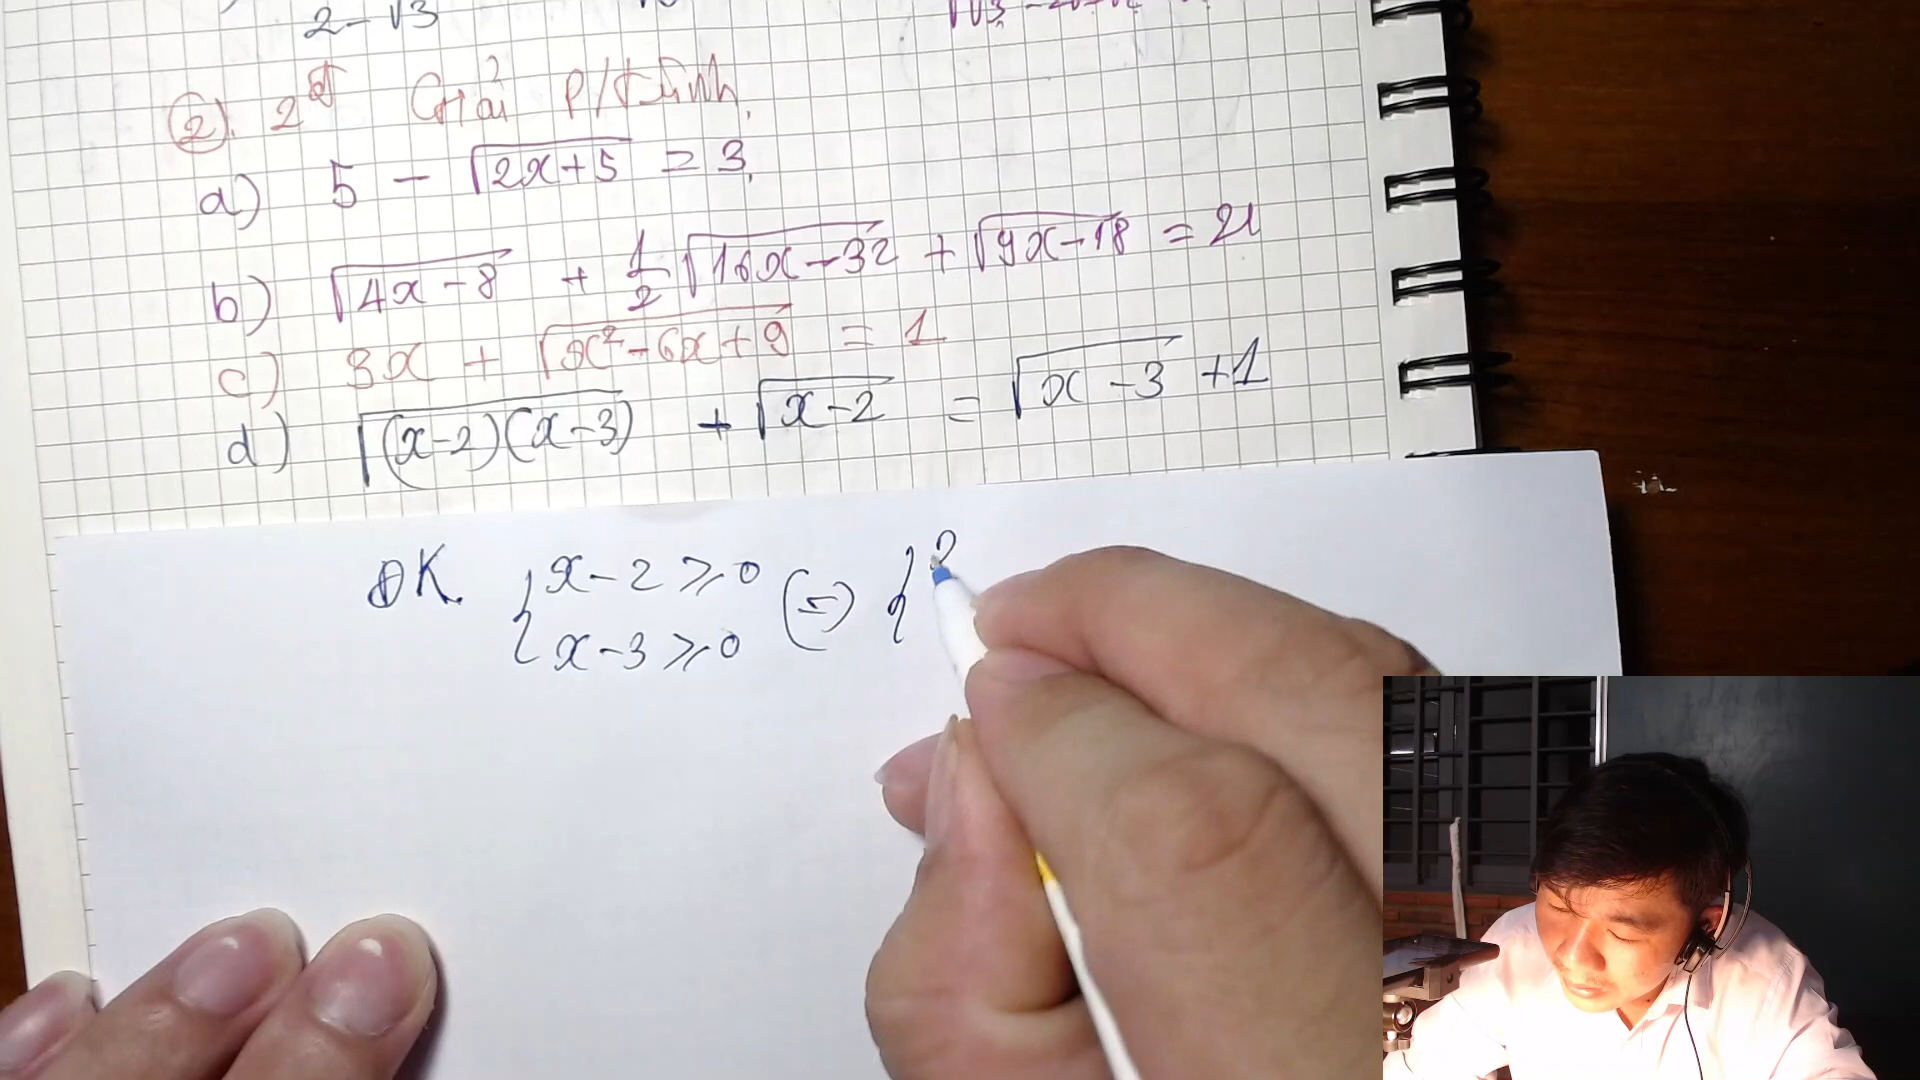 2 - √3
②. 2đ Giải p/trình.
a) 5 - √(2x+5) = 3.
b) √(4x-8) + 1/2 √(16x-32) + √(9x-18) = 21
c) 3x + √(x²-6x+9) = 1
d) √((x-2)(x-3)) + √(x-2) = √(x-3) + 1
ĐK. { x-2 ⩾ 0 (=) {
x-3 ⩾ 0